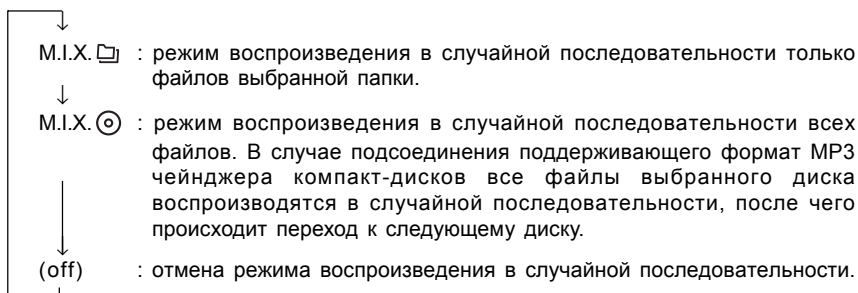 M.I.X. : режим воспроизведения в случайной последовательности только
файлов выбранной папки.
M.I.X. : режим воспроизведения в случайной последовательности всех
файлов. В случае подсоединения поддерживающего формат MP3
чейнджера компакт-дисков все файлы выбранного диска
воспроизводятся в случайной последовательности, после чего
происходит переход к следующему диску.
(off) : отмена режима воспроизведения в случайной последовательности.